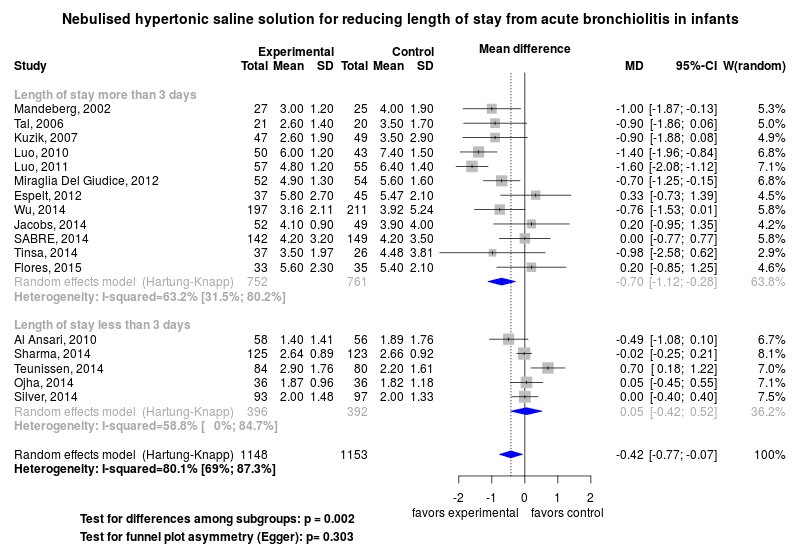 Nebulised hypertonic saline solution for reducing length of stay from acute bronchiolitis in infants
Experimental Control Mean difference
Study Total Mean SD Total Mean SD MD 95%-CI W(random)
Length of stay more than 3 days
Mandeberg, 2002 27 3.00 1.20 25 4.00 1.90 -1.00 [-1.87; -0.13] 5.3%
Tal, 2006 21 2.60 1.40 20 3.50 1.70 -0.90 [-1.86; 0.06] 5.0%
Kuzik, 2007 47 2.60 1.90 49 3.50 2.90 -0.90 [-1.88; 0.08] 4.9%
Luo, 2010 50 6.00 1.20 43 7.40 1.50 -1.40 [-1.96; -0.84] 6.8%
Luo, 2011 57 4.80 1.20 55 6.40 1.40 -1.60 [-2.08; -1.12] 7.1%
Miraglia Del Giudice, 2012 52 4.90 1.30 54 5.60 1.60 -0.70 [-1.25; -0.15] 6.8%
Espelt, 2012 37 5.80 2.70 45 5.47 2.10 0.33 [-0.73; 1.39] 4.5%
Wu, 2014 197 3.16 2.11 211 3.92 5.24 -0.76 [-1.53; 0.01] 5.8%
Jacobs, 2014 52 4.10 0.90 49 3.90 4.00 0.20 [-0.95; 1.35] 4.2%
SABRE, 2014 142 4.20 3.20 149 4.20 3.50 0.00 [-0.77; 0.77] 5.8%
Tinsa, 2014 37 3.50 1.97 26 4.48 3.81 -0.98 [-2.58; 0.62] 2.9%
Flores, 2015 33 5.60 2.30 35 5.40 2.10 0.20 [-0.85; 1.25] 4.6%
Random effects model (Hartung-Knapp) 752 761 -0.70 [-1.12; -0.28] 63.8%
Heterogeneity: I-squared=63.2% [31.5%; 80.2%]
Length of stay less than 3 days
Al Ansari, 2010 58 1.40 1.41 56 1.89 1.76 -0.49 [-1.08; 0.10] 6.7%
Sharma, 2014 125 2.64 0.89 123 2.66 0.92 -0.02 [-0.25; 0.21] 8.1%
Teunissen, 2014 84 2.90 1.76 80 2.20 1.61 0.70 [ 0.18; 1.22] 7.0%
Ojha, 2014 36 1.87 0.96 36 1.82 1.18 0.05 [-0.45; 0.55] 7.1%
Silver, 2014 93 2.00 1.48 97 2.00 1.33 0.00 [-0.40; 0.40] 7.5%
Random effects model (Hartung-Knapp) 396 392 0.05 [-0.42; 0.52] 36.2%
Heterogeneity: I-squared=58.8% [ 0%; 84.7%]
Random effects model (Hartung-Knapp) 1148 1153 -0.42 [-0.77; -0.07] 100%
Heterogeneity: I-squared=80.1% [69%; 87.3%]
-2 -1 0 1 2
favors experimental favors control
Test for differences among subgroups: p = 0.002
Test for funnel plot asymmetry (Egger): p= 0.303